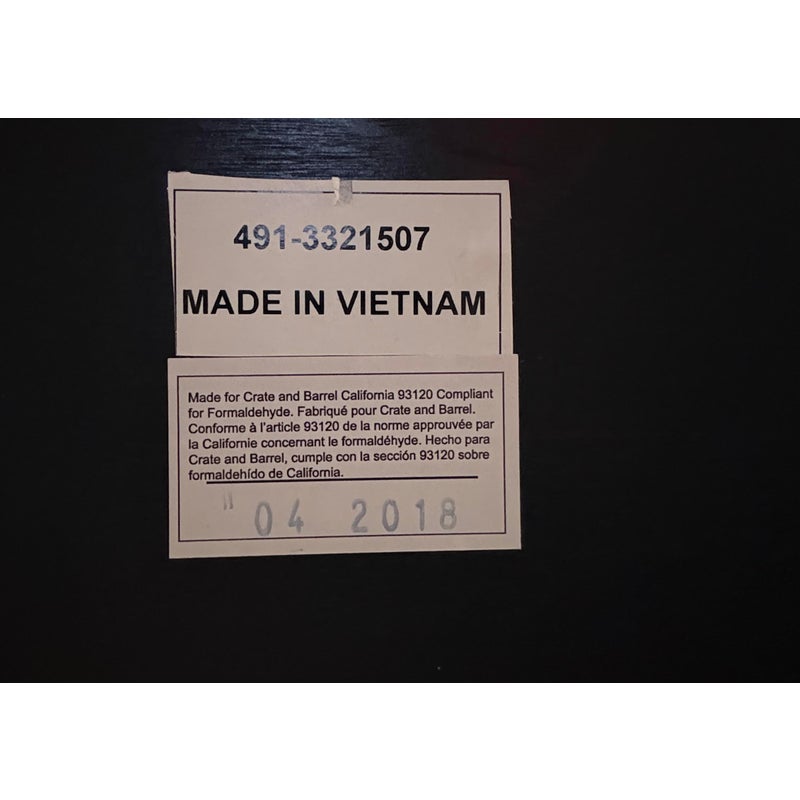 491-3321507
MADE IN VIETNAM
Made for Crate and Barrel California 93120 Compliant
for Formaldehyde. Fabriqué pour Crate and Barrel.
Conforme à l'article 93120 de la norme approuvée par
la Californie concernant le formaldéhyde. Hecho para
Crate and Barrel, cumple con la sección 93120 sobre
formaldehído de California.
04 2018